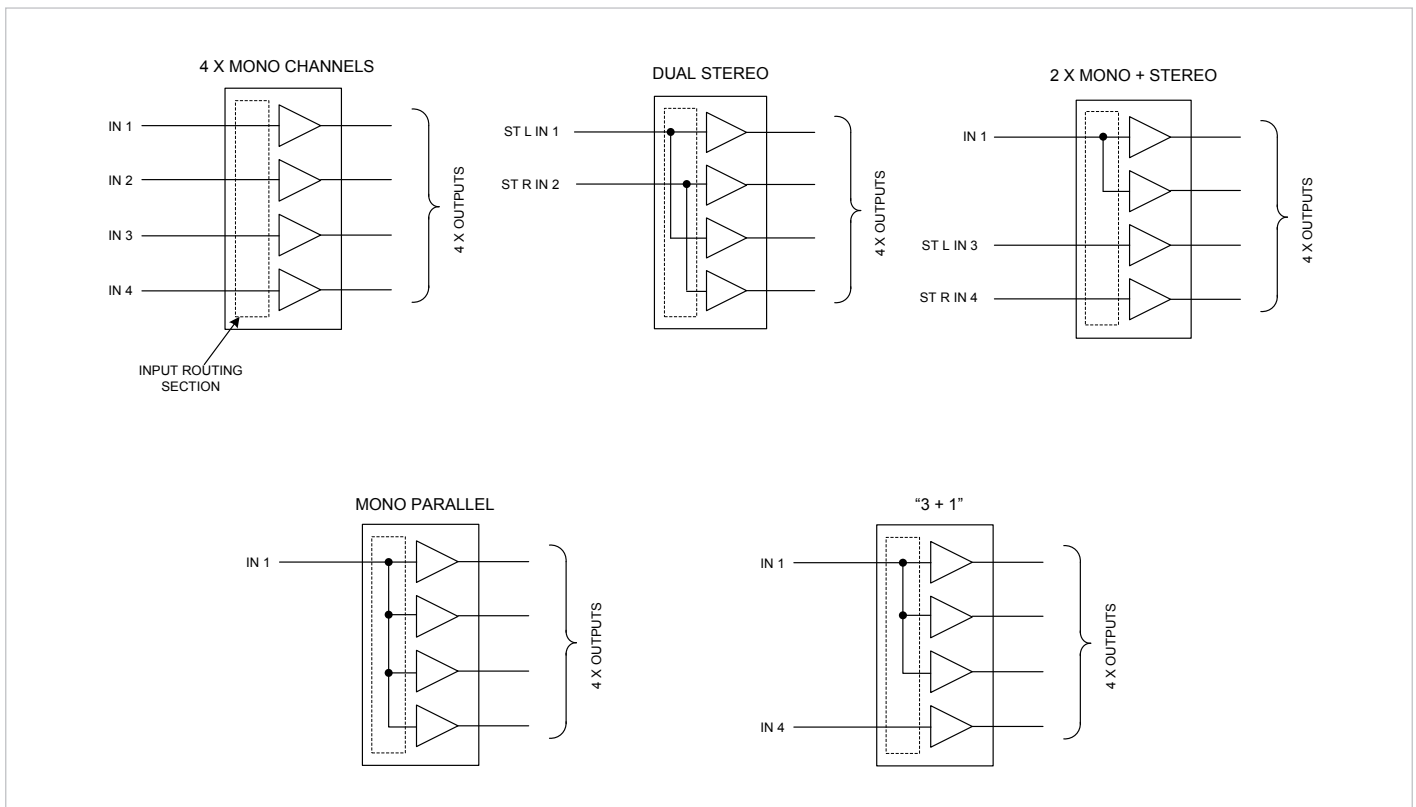 4 X MONO CHANNELS
IN 1
IN 2
IN 3
IN 4
4 X OUTPUTS
INPUT ROUTING
SECTION
DUAL STEREO
ST L IN 1
ST R IN 2
4 X OUTPUTS
2 X MONO + STEREO
IN 1
ST L IN 3
ST R IN 4
4 X OUTPUTS
MONO PARALLEL
IN 1
4 X OUTPUTS
“3 + 1”
IN 1
IN 4
4 X OUTPUTS